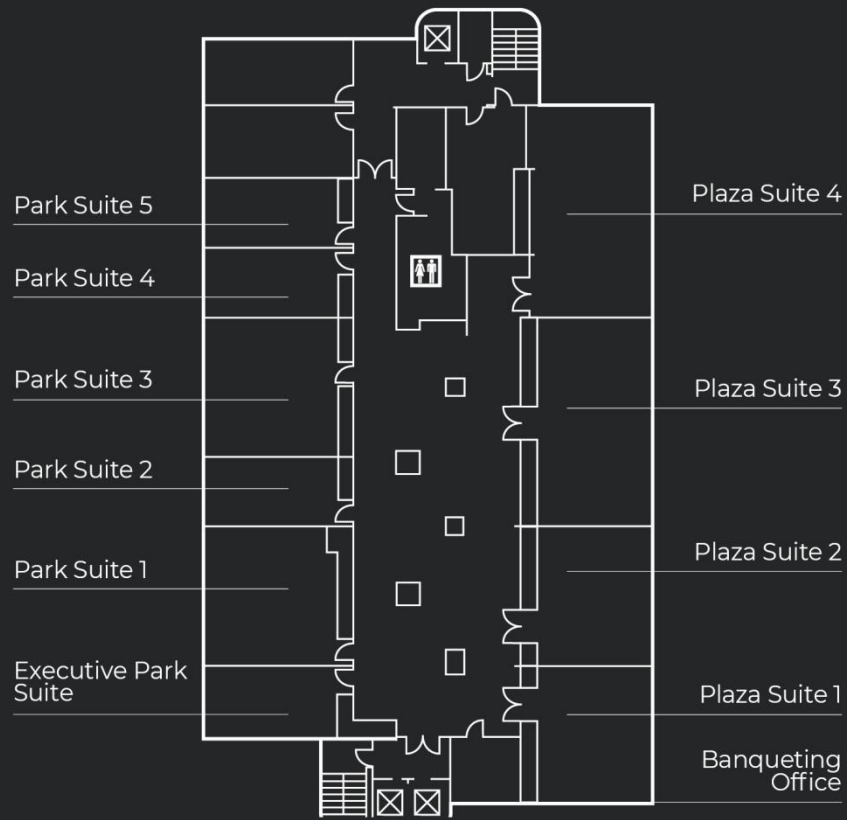 Park Suite 5
Park Suite 4
Park Suite 3
Park Suite 2
Park Suite 1
Executive Park
Suite
Plaza Suite 4
Plaza Suite 3
Plaza Suite 2
Plaza Suite 1
Banqueting
Office